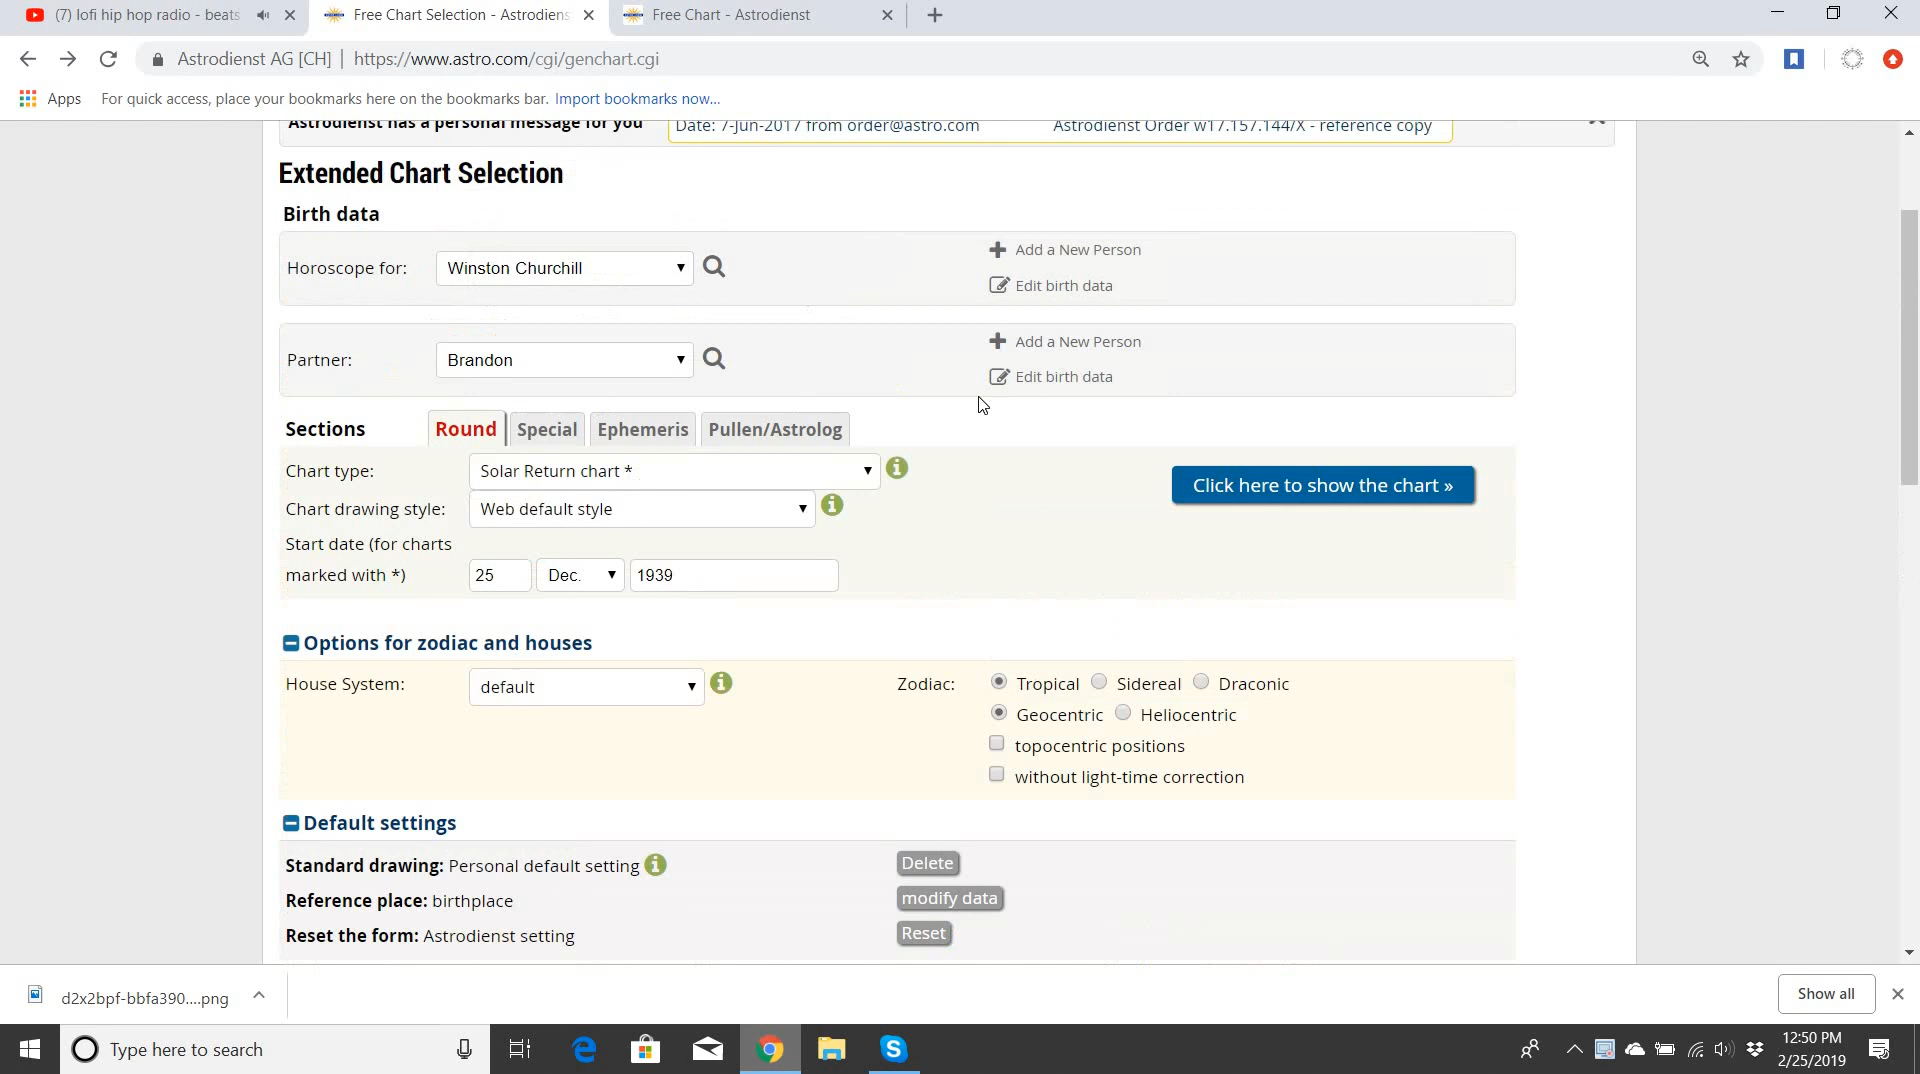 (7) lofi hip hop radio - beats
Free Chart Selection - Astrodiens
Free Chart - Astrodienst
Astrodienst AG [CH] | https://www.astro.com/cgi/genchart.cgi
Apps For quick access, place your bookmarks here on the bookmarks bar. Import bookmarks now...
Astrodienst has a personal message for you Date: 7-Jun-2017 from order@astro.com Astrodienst Order w17.157.144/X - reference copy
Extended Chart Selection
Birth data
Horoscope for: Winston Churchill
Add a New Person
Edit birth data
Partner: Brandon
Add a New Person
Edit birth data
Sections Round Special Ephemeris Pullen/Astrolog
Chart type: Solar Return chart *
Click here to show the chart »
Chart drawing style: Web default style
Start date (for charts
marked with *) 25 Dec. 1939
Options for zodiac and houses
House System: default
Zodiac: Tropical Sidereal Draconic
Geocentric Heliocentric
topocentric positions
without light-time correction
Default settings
Standard drawing: Personal default setting Delete
Reference place: birthplace modify data
Reset the form: Astrodienst setting Reset
d2x2bpf-bbfa390....png
Show all
Type here to search
12:50 PM
2/25/2019